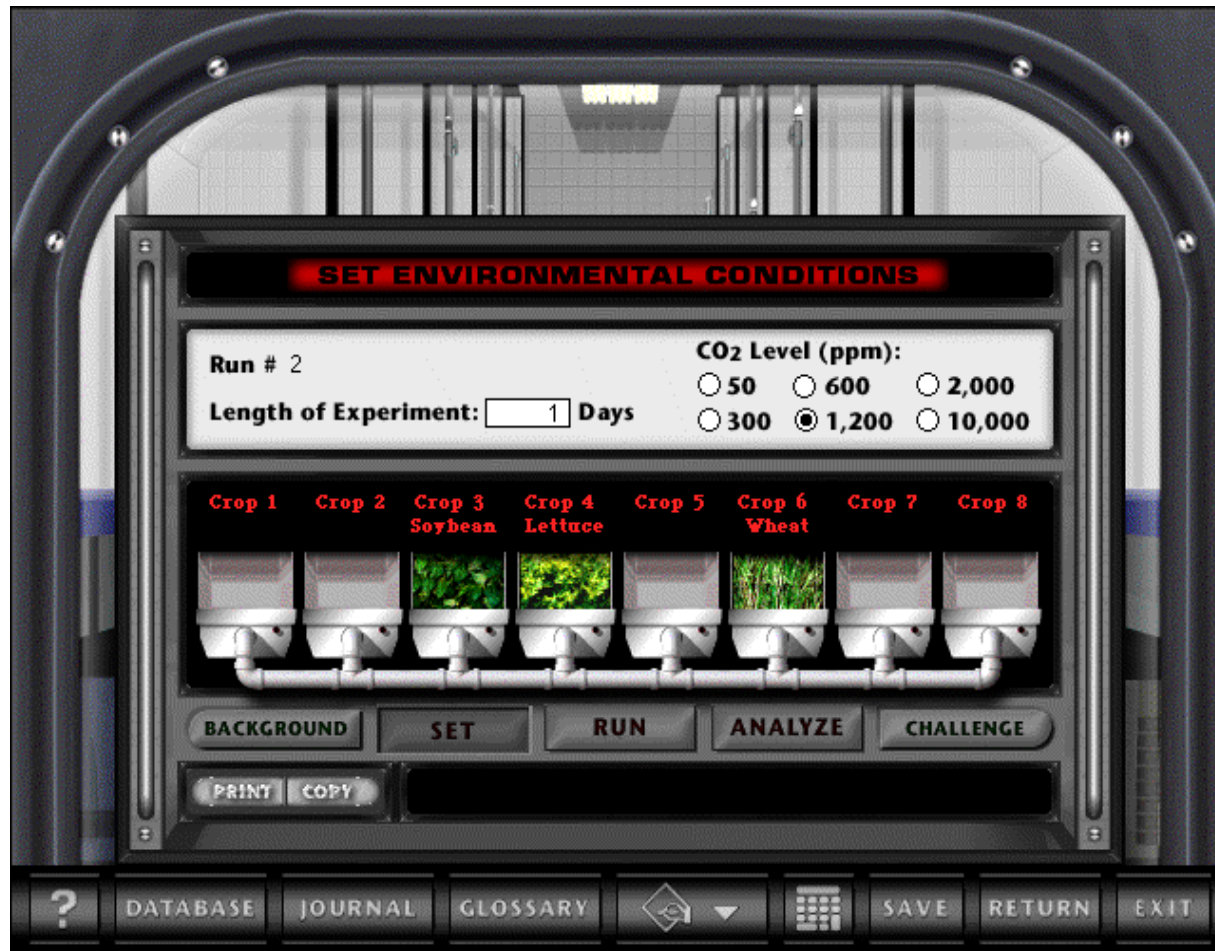 SET ENVIRONMENTAL CONDITIONS
Run # 2
Length of Experiment: 1 Days
CO2 Level (ppm):
50 600 2,000
300 1,200 10,000
Crop 1 Crop 2 Crop 3 Crop 4 Crop 5 Crop 6 Crop 7 Crop 8
Soybean Lettuce Wheat
BACKGROUND SET RUN ANALYZE CHALLENGE
PRINT COPY
? DATABASE JOURNAL GLOSSARY SAVE RETURN EXIT